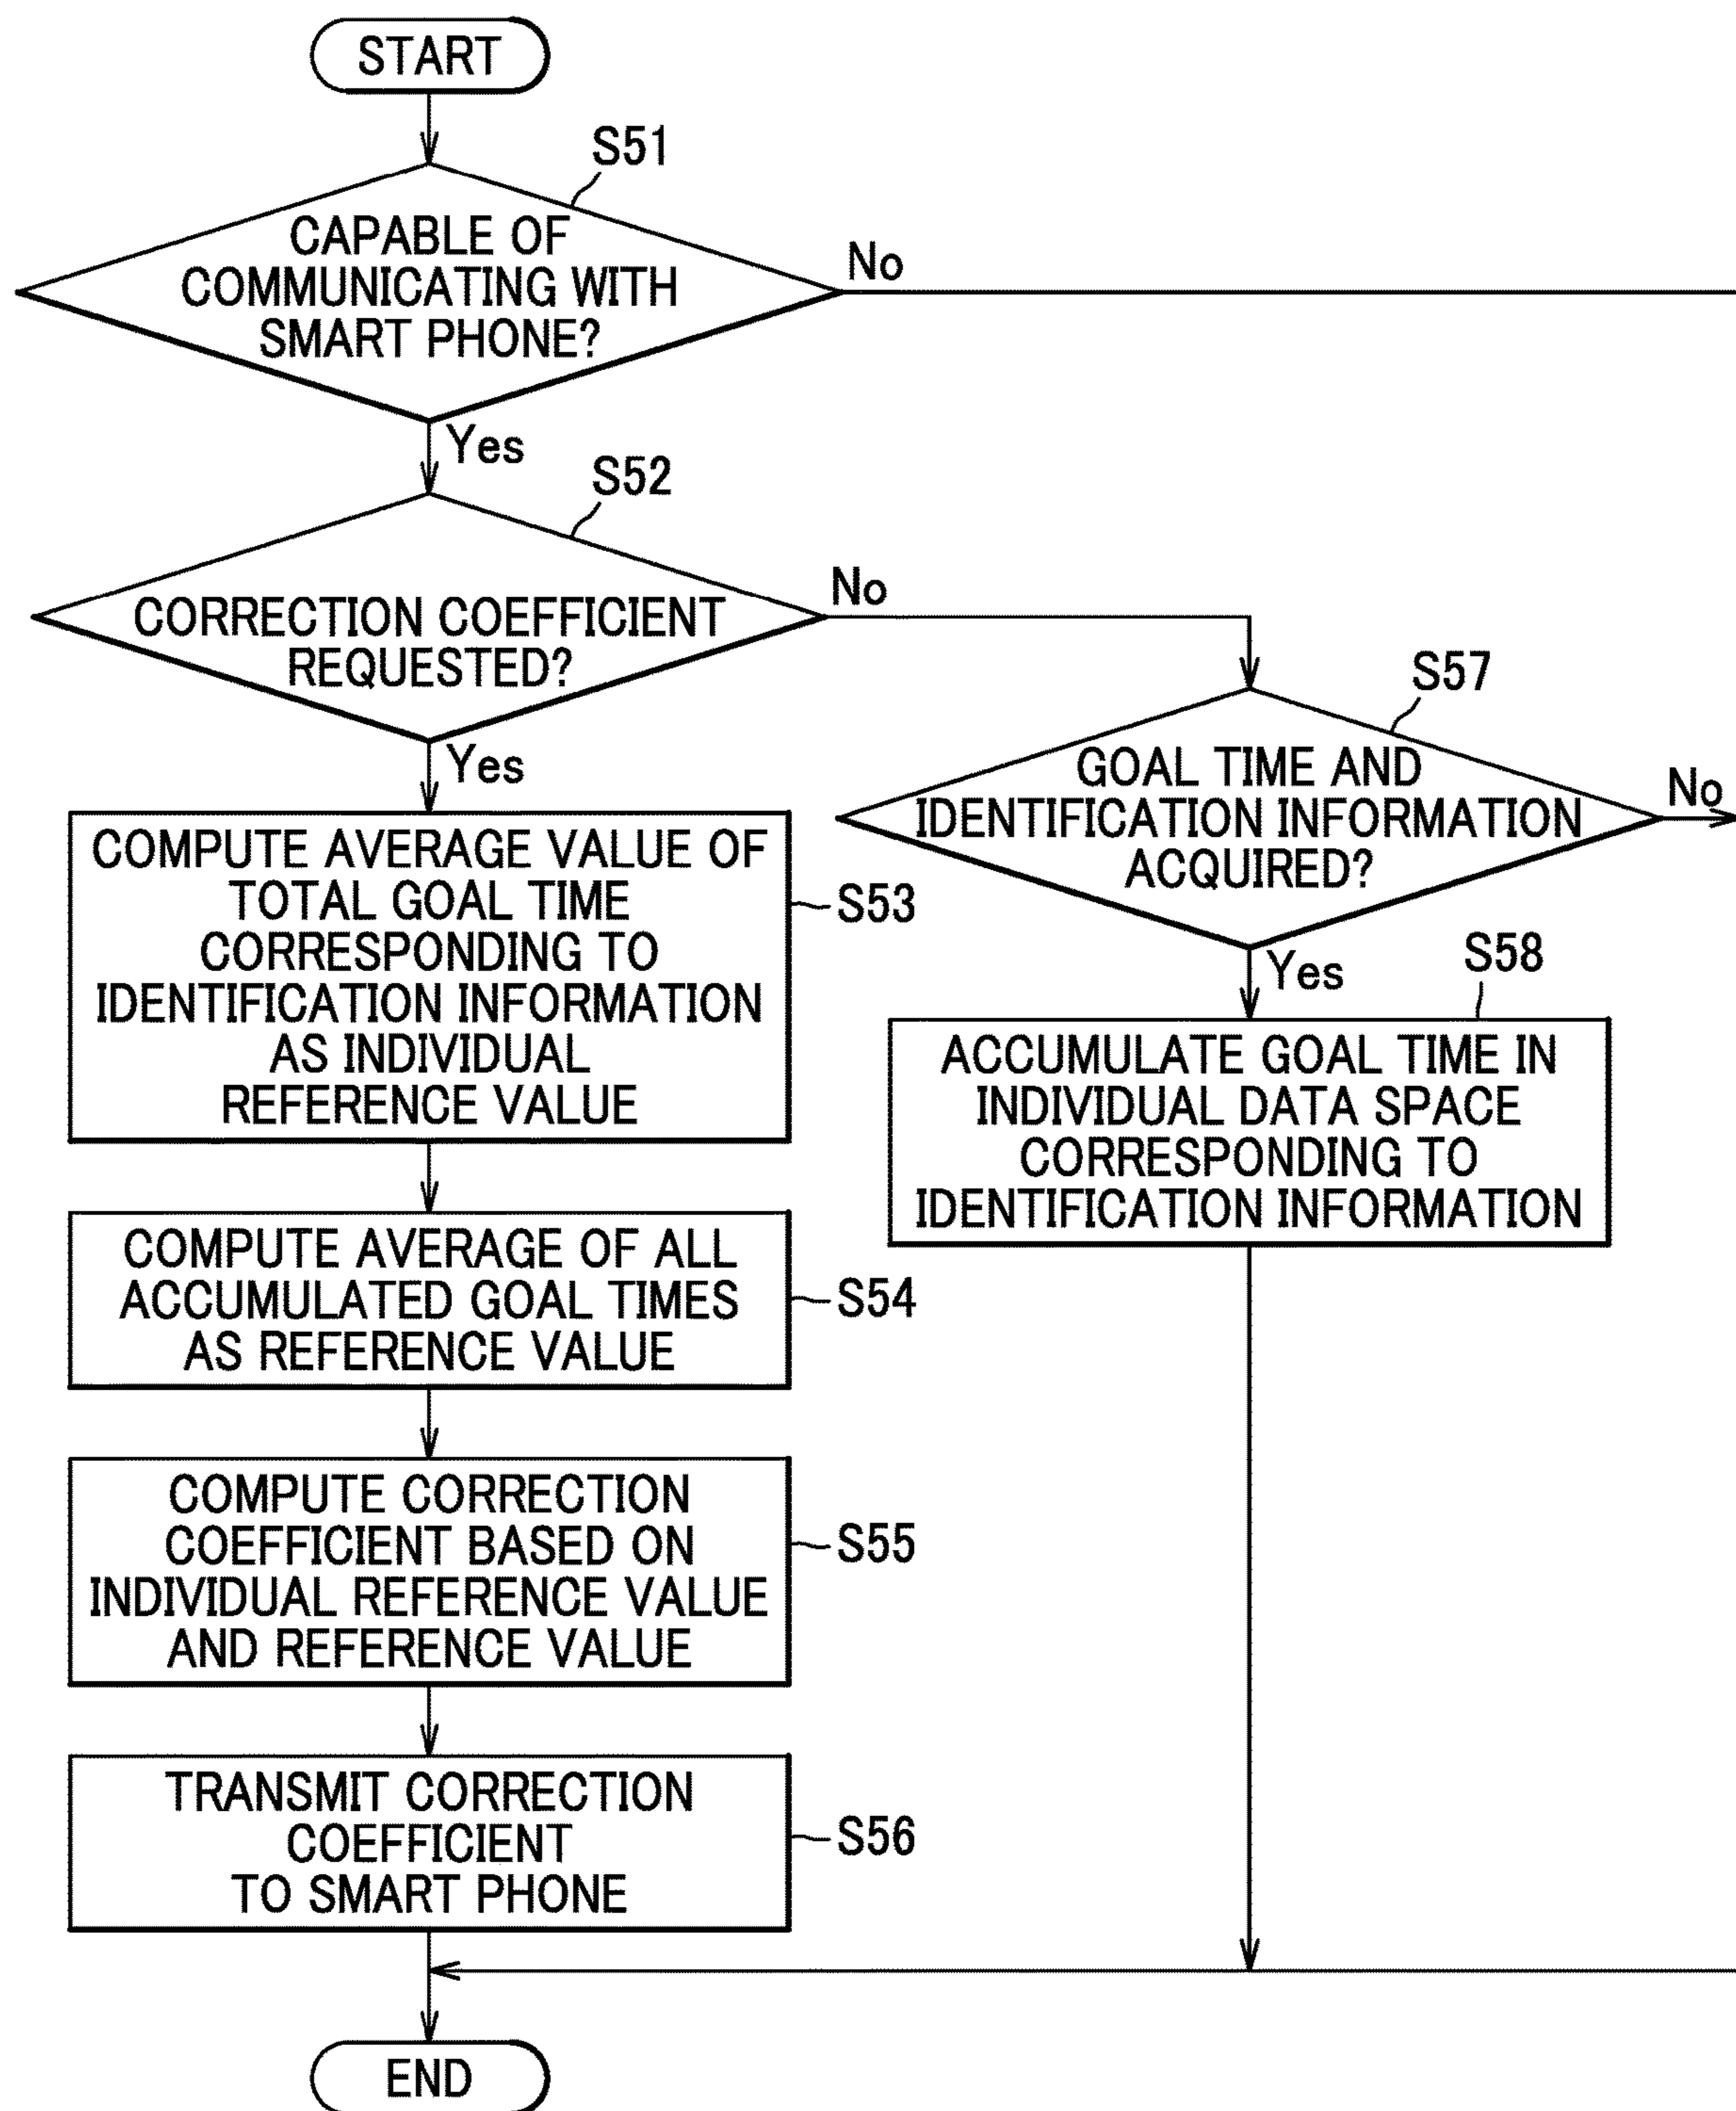 START
S51
CAPABLE OF
COMMUNICATING WITH
SMART PHONE?
No
Yes
S52
CORRECTION COEFFICIENT
REQUESTED?
No
Yes
S57
GOAL TIME AND
IDENTIFICATION INFORMATION
ACQUIRED?
No
Yes
COMPUTE AVERAGE VALUE OF
TOTAL GOAL TIME
CORRESPONDING TO
IDENTIFICATION INFORMATION
AS INDIVIDUAL
REFERENCE VALUE
S53
S58
ACCUMULATE GOAL TIME IN
INDIVIDUAL DATA SPACE
CORRESPONDING TO
IDENTIFICATION INFORMATION
COMPUTE AVERAGE OF ALL
ACCUMULATED GOAL TIMES
AS REFERENCE VALUE
S54
COMPUTE CORRECTION
COEFFICIENT BASED ON
INDIVIDUAL REFERENCE VALUE
AND REFERENCE VALUE
S55
TRANSMIT CORRECTION
COEFFICIENT
TO SMART PHONE
S56
END